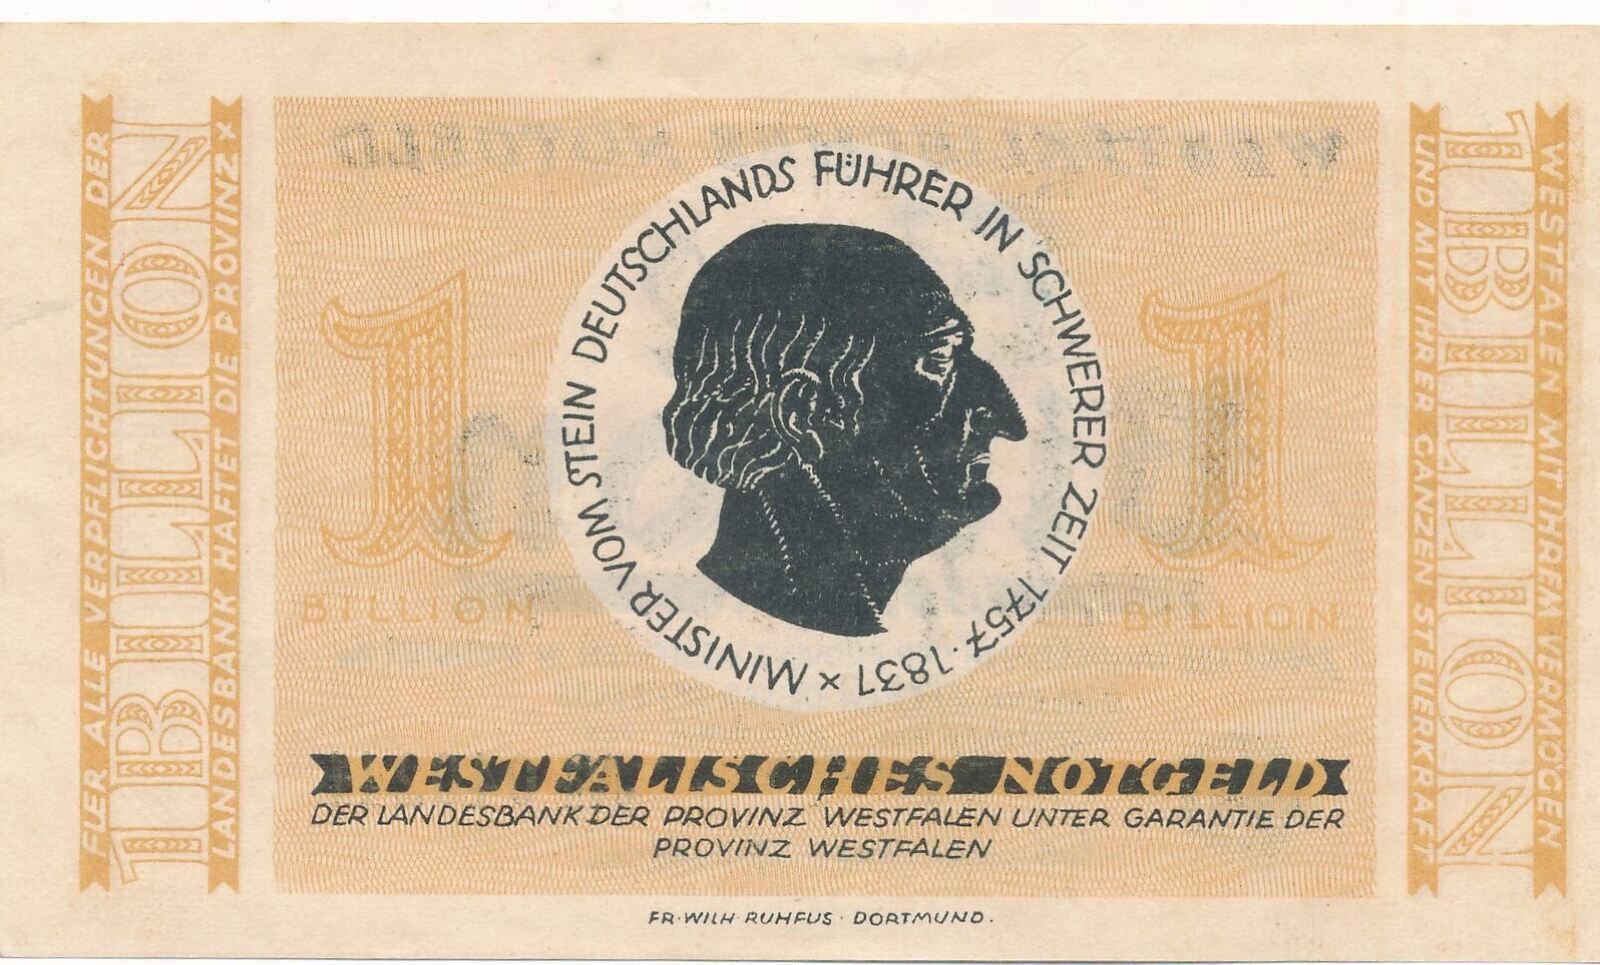 FUER ALLE VERPFLICHTUNGEN DER
1 BILLION
LANDESBANK HAFTET DIE PROVINZ ×
MINISTER VOM STEIN DEUTSCHLANDS FÜHRER IN SCHWERER ZEIT 1757·1831 ×
1
BILLION
1
BILLION
WESTFÄLISCHES NOTGELD
DER LANDESBANK DER PROVINZ WESTFALEN UNTER GARANTIE DER
PROVINZ WESTFALEN
WESTFALEN MIT IHREM VERMÖGEN
1 BILLION
UND MIT IHRER GANZEN STEUERKRAFT
FR·WILH·RUHFUS·DORTMUND.